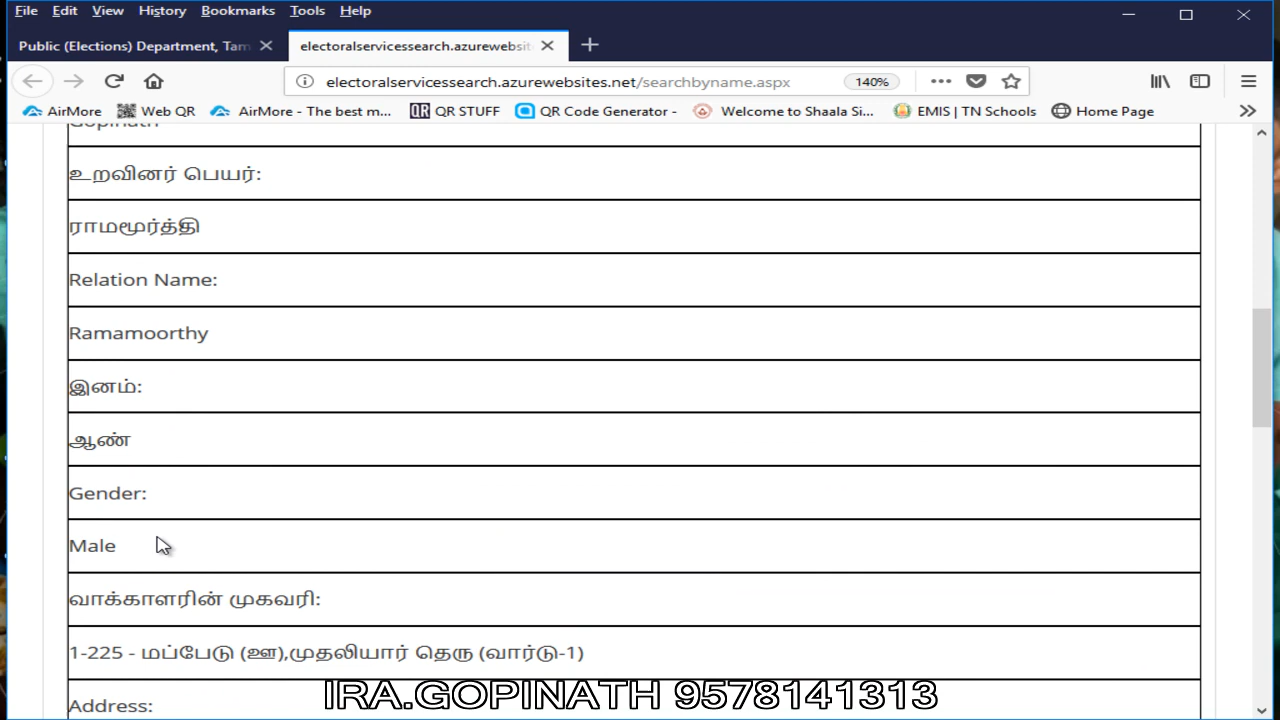 File Edit View History Bookmarks Tools Help
Public (Elections) Department, Tam
electoralservicessearch.azurewebsit
electoralservicessearch.azurewebsites.net/searchbyname.aspx 140%
AirMore Web QR AirMore - The best m... QR STUFF QR Code Generator - Welcome to Shaala Si... EMIS | TN Schools Home Page
Gopinath
உறவினர் பெயர்:
ராமமூர்த்தி
Relation Name:
Ramamoorthy
இனம்:
ஆண்
Gender:
Male
வாக்காளரின் முகவரி:
1-225 - மப்பேடு (ஊ),முதலியார் தெரு (வார்டு-1)
Address:
IRA.GOPINATH 9578141313